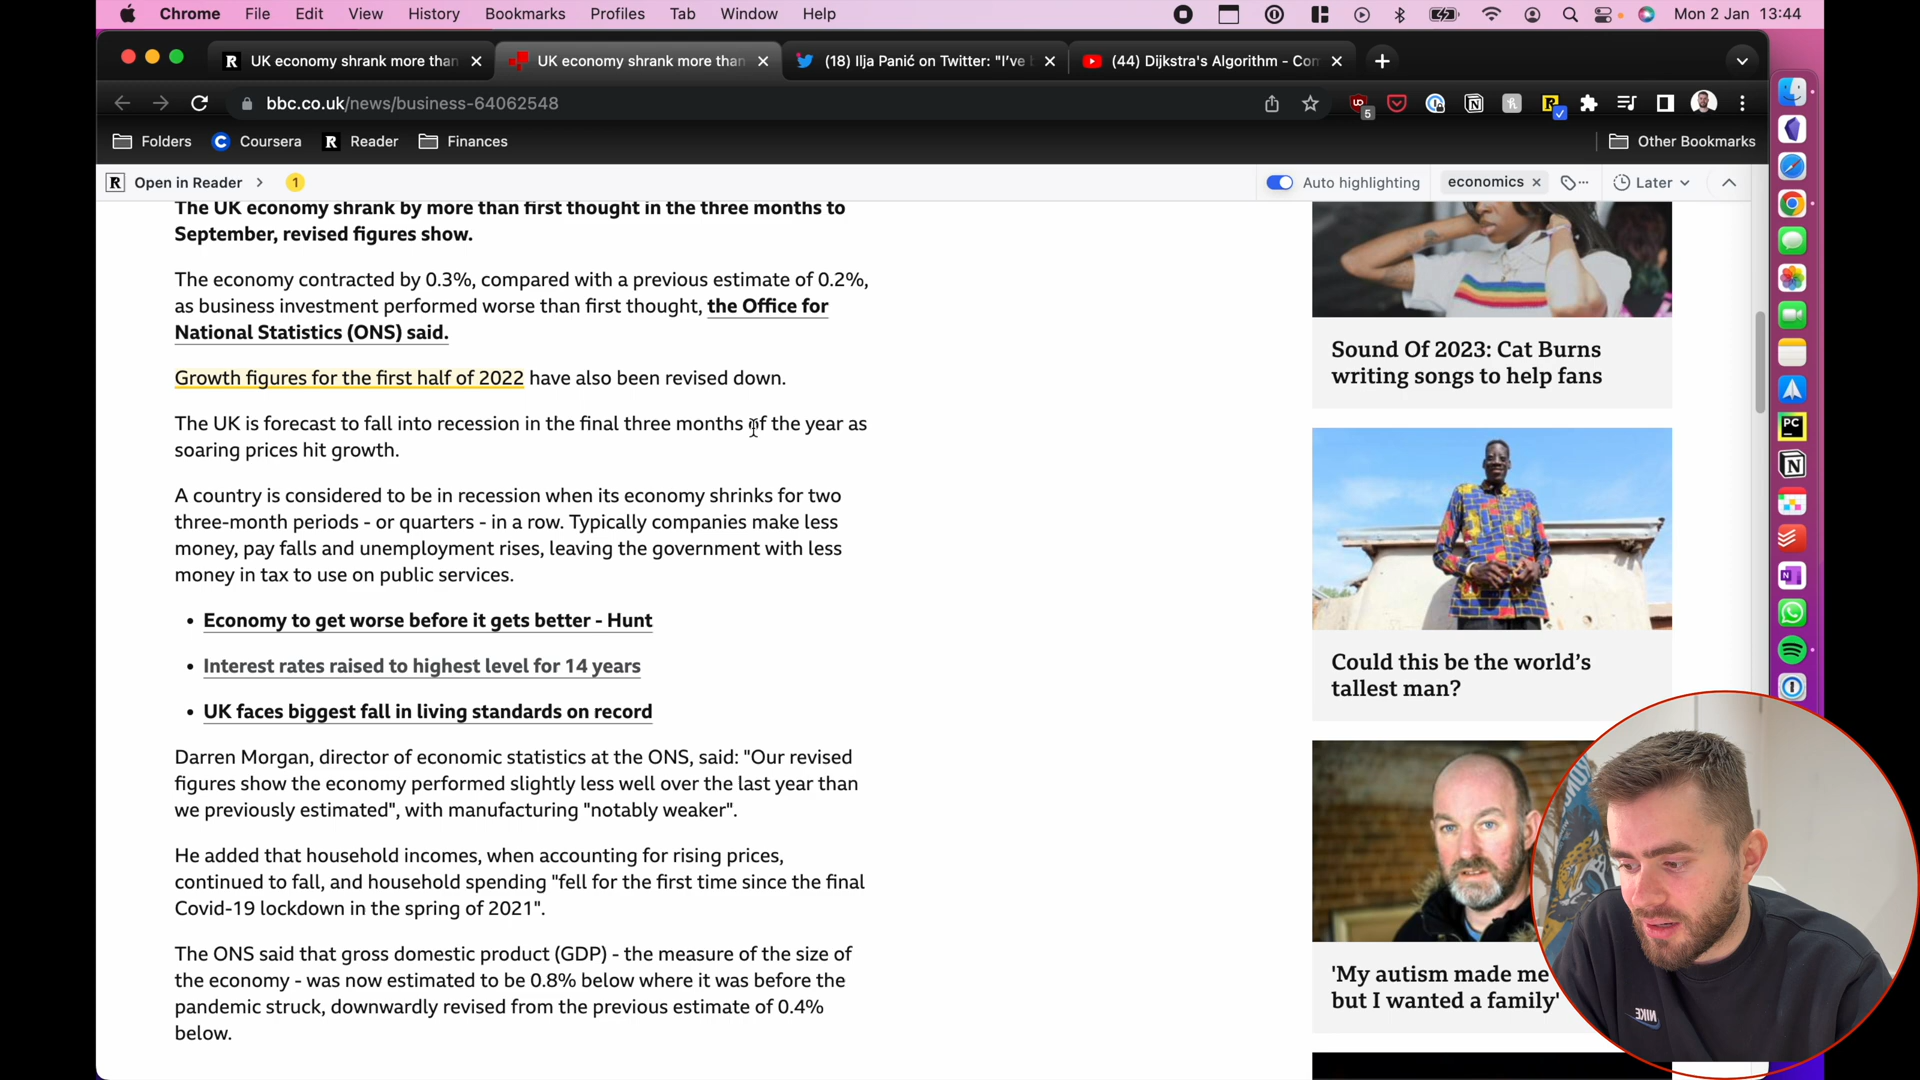 Chrome File Edit View History Bookmarks Profiles Tab Window Help Mon 2 Jan 13:44
UK economy shrank more than
UK economy shrank more than
(18) Ilja Panić on Twitter: "I've
(44) Dijkstra's Algorithm - Com
bbc.co.uk/news/business-64062548
5
Folders Coursera Reader Finances Other Bookmarks
Open in Reader 1 Auto highlighting economics Later
The UK economy shrank by more than first thought in the three months to
September, revised figures show.
The economy contracted by 0.3%, compared with a previous estimate of 0.2%,
as business investment performed worse than first thought, the Office for
National Statistics (ONS) said.
Growth figures for the first half of 2022 have also been revised down.
The UK is forecast to fall into recession in the final three months of the year as
soaring prices hit growth.
A country is considered to be in recession when its economy shrinks for two
three-month periods - or quarters - in a row. Typically companies make less
money, pay falls and unemployment rises, leaving the government with less
money in tax to use on public services.
• Economy to get worse before it gets better - Hunt
• Interest rates raised to highest level for 14 years
• UK faces biggest fall in living standards on record
Darren Morgan, director of economic statistics at the ONS, said: "Our revised
figures show the economy performed slightly less well over the last year than
we previously estimated", with manufacturing "notably weaker".
He added that household incomes, when accounting for rising prices,
continued to fall, and household spending "fell for the first time since the final
Covid-19 lockdown in the spring of 2021".
The ONS said that gross domestic product (GDP) - the measure of the size of
the economy - was now estimated to be 0.8% below where it was before the
pandemic struck, downwardly revised from the previous estimate of 0.4%
below.
Sound Of 2023: Cat Burns
writing songs to help fans
Could this be the world's
tallest man?
'My autism made me
but I wanted a family'
PC
NIKE